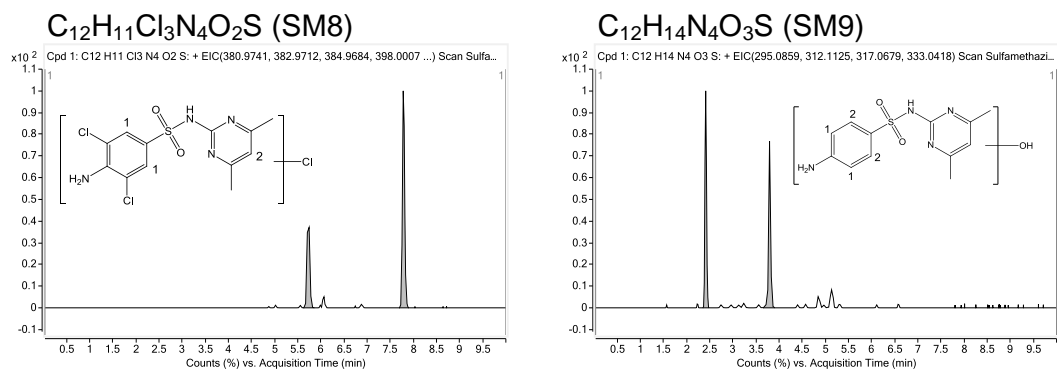 C₁₂H₁₁Cl₃N₄O₂S (SM8)
x10 ²
Cpd 1: C12 H11 Cl3 N4 O2 S: + EIC(380.9741, 382.9712, 384.9684, 398.0007 ...) Scan Sulfa...
1.1
1
0.9
0.8
0.7
0.6
0.5
0.4
0.3
0.2
0.1
0
-0.1
1
Cl
1
O
S
O
H
N
N
N
2
Cl
H₂N
1
Cl
0.5 1 1.5 2 2.5 3 3.5 4 4.5 5 5.5 6 6.5 7 7.5 8 8.5 9 9.5
Counts (%) vs. Acquisition Time (min)
C₁₂H₁₄N₄O₃S (SM9)
x10 ²
Cpd 1: C12 H14 N4 O3 S: + EIC(295.0859, 312.1125, 317.0679, 333.0418) Scan Sulfamethazi...
1.1
1
0.9
0.8
0.7
0.6
0.5
0.4
0.3
0.2
0.1
0
-0.1
1
2
O
S
O
H
N
N
N
1
2
OH
H₂N
1
0.5 1 1.5 2 2.5 3 3.5 4 4.5 5 5.5 6 6.5 7 7.5 8 8.5 9 9.5
Counts (%) vs. Acquisition Time (min)